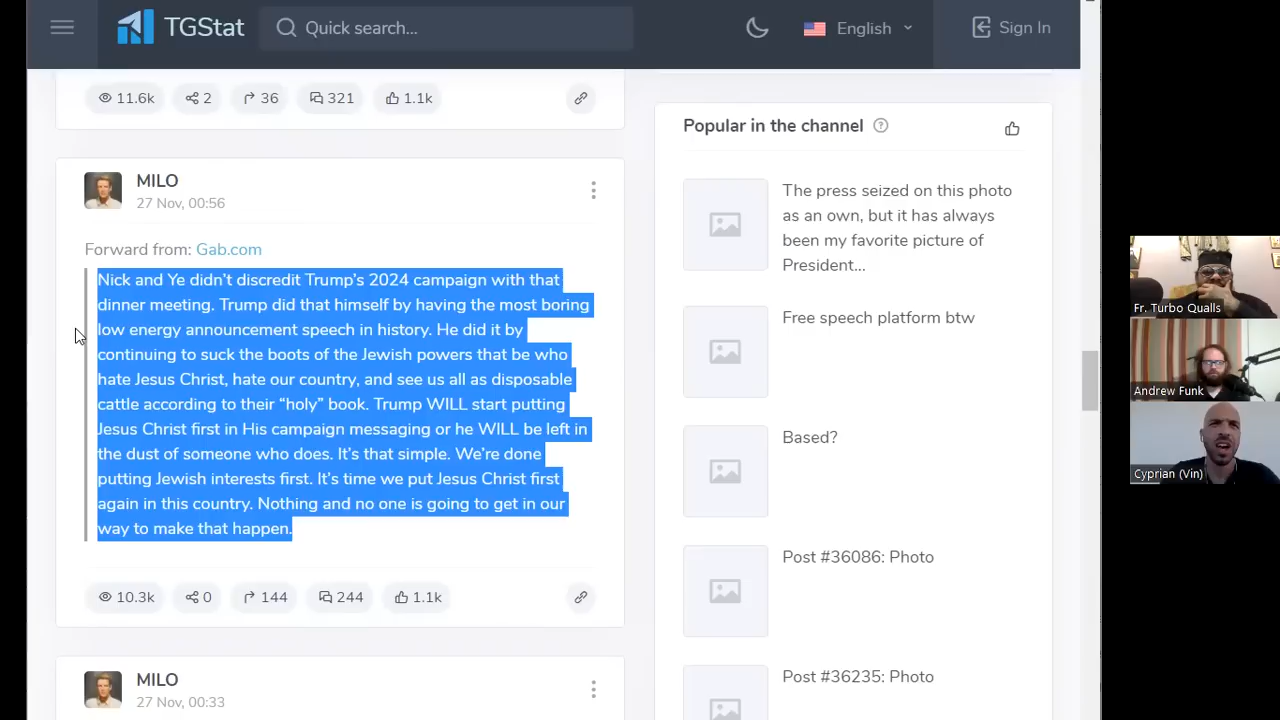 TGStat
Quick search...
English
Sign In
11.6k
2
36
321
1.1k
MILO
27 Nov, 00:56
Forward from: Gab.com
Nick and Ye didn’t discredit Trump’s 2024 campaign with that
dinner meeting. Trump did that himself by having the most boring
low energy announcement speech in history. He did it by
continuing to suck the boots of the Jewish powers that be who
hate Jesus Christ, hate our country, and see us all as disposable
cattle according to their “holy” book. Trump WILL start putting
Jesus Christ first in His campaign messaging or he WILL be left in
the dust of someone who does. It’s that simple. We’re done
putting Jewish interests first. It’s time we put Jesus Christ first
again in this country. Nothing and no one is going to get in our
way to make that happen.
10.3k
0
144
244
1.1k
MILO
27 Nov, 00:33
Popular in the channel
?
The press seized on this photo
as an own, but it has always
been my favorite picture of
President...
Free speech platform btw
Based?
Post #36086: Photo
Post #36235: Photo
Fr. Turbo Qualls
Andrew Funk
Cyprian (Vin)